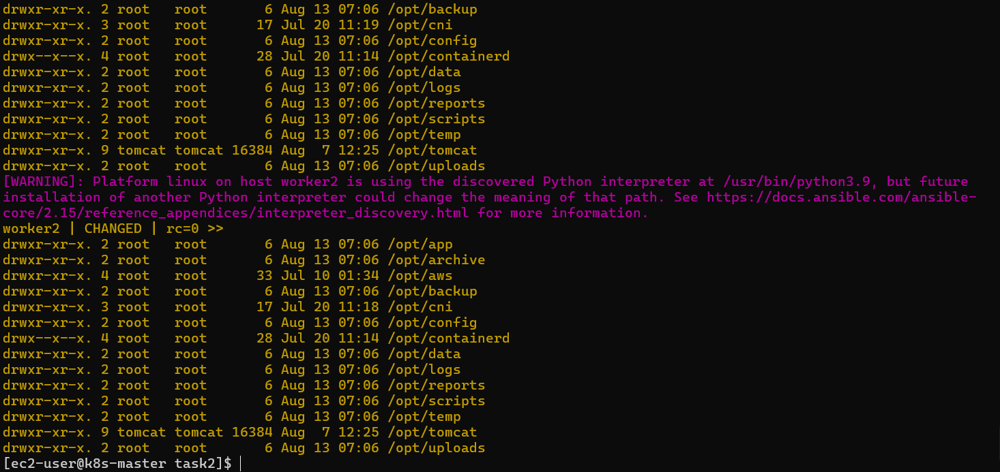 drwxr-xr-x. 2 root   root       6 Aug 13 07:06 /opt/backup
drwxr-xr-x. 3 root   root      17 Jul 20 11:19 /opt/cni
drwxr-xr-x. 2 root   root       6 Aug 13 07:06 /opt/config
drwx--x--x. 4 root   root      28 Jul 20 11:14 /opt/containerd
drwxr-xr-x. 2 root   root       6 Aug 13 07:06 /opt/data
drwxr-xr-x. 2 root   root       6 Aug 13 07:06 /opt/logs
drwxr-xr-x. 2 root   root       6 Aug 13 07:06 /opt/reports
drwxr-xr-x. 2 root   root       6 Aug 13 07:06 /opt/scripts
drwxr-xr-x. 2 root   root       6 Aug 13 07:06 /opt/temp
drwxr-xr-x. 9 tomcat tomcat 16384 Aug  7 12:25 /opt/tomcat
drwxr-xr-x. 2 root   root       6 Aug 13 07:06 /opt/uploads
[WARNING]: Platform linux on host worker2 is using the discovered Python interpreter at /usr/bin/python3.9, but future
installation of another Python interpreter could change the meaning of that path. See https://docs.ansible.com/ansible-
core/2.15/reference_appendices/interpreter_discovery.html for more information.
worker2 | CHANGED | rc=0 >>
drwxr-xr-x. 2 root   root       6 Aug 13 07:06 /opt/app
drwxr-xr-x. 2 root   root       6 Aug 13 07:06 /opt/archive
drwxr-xr-x. 4 root   root      33 Jul 10 01:34 /opt/aws
drwxr-xr-x. 2 root   root       6 Aug 13 07:06 /opt/backup
drwxr-xr-x. 3 root   root      17 Jul 20 11:18 /opt/cni
drwxr-xr-x. 2 root   root       6 Aug 13 07:06 /opt/config
drwx--x--x. 4 root   root      28 Jul 20 11:14 /opt/containerd
drwxr-xr-x. 2 root   root       6 Aug 13 07:06 /opt/data
drwxr-xr-x. 2 root   root       6 Aug 13 07:06 /opt/logs
drwxr-xr-x. 2 root   root       6 Aug 13 07:06 /opt/reports
drwxr-xr-x. 2 root   root       6 Aug 13 07:06 /opt/scripts
drwxr-xr-x. 2 root   root       6 Aug 13 07:06 /opt/temp
drwxr-xr-x. 9 tomcat tomcat 16384 Aug  7 12:25 /opt/tomcat
drwxr-xr-x. 2 root   root       6 Aug 13 07:06 /opt/uploads
[ec2-user@k8s-master task2]$